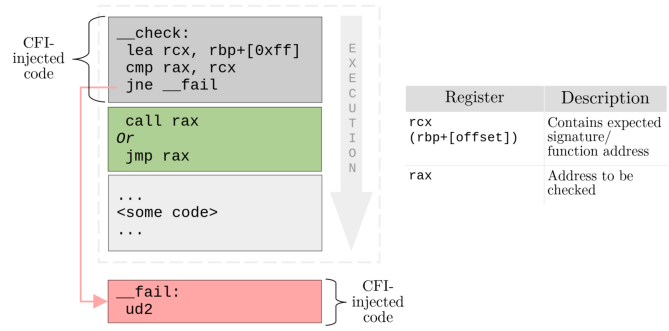 CFI-
injected
code
__check:
lea rcx, rbp+[0xff]
cmp rax, rcx
jne __fail
call rax
Or
jmp rax
...
<some code>
...
EXECUTION
__fail:
ud2
CFI-
injected
code
Register Description
rcx Contains expected
(rbp+[offset]) signature/
function address
rax Address to be
checked